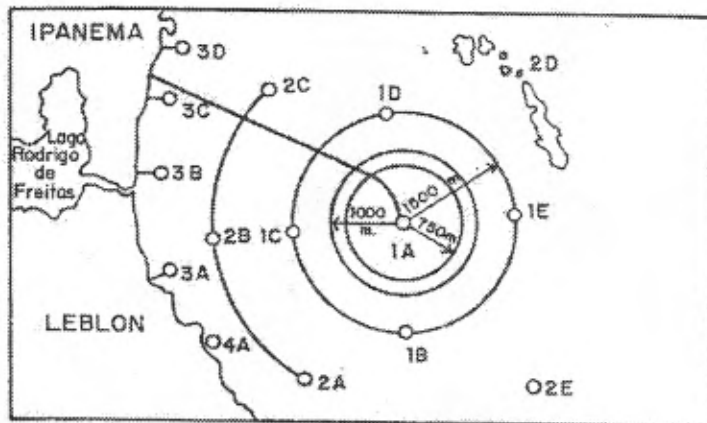 IPANEMA
3D
2C
2D
3C
1D
Lago
Rodrigo
de
Freitas
3B
1500 m
1000
m.
750m
1E
2B
1C
1A
3A
LEBLON
1B
4A
2A
2E